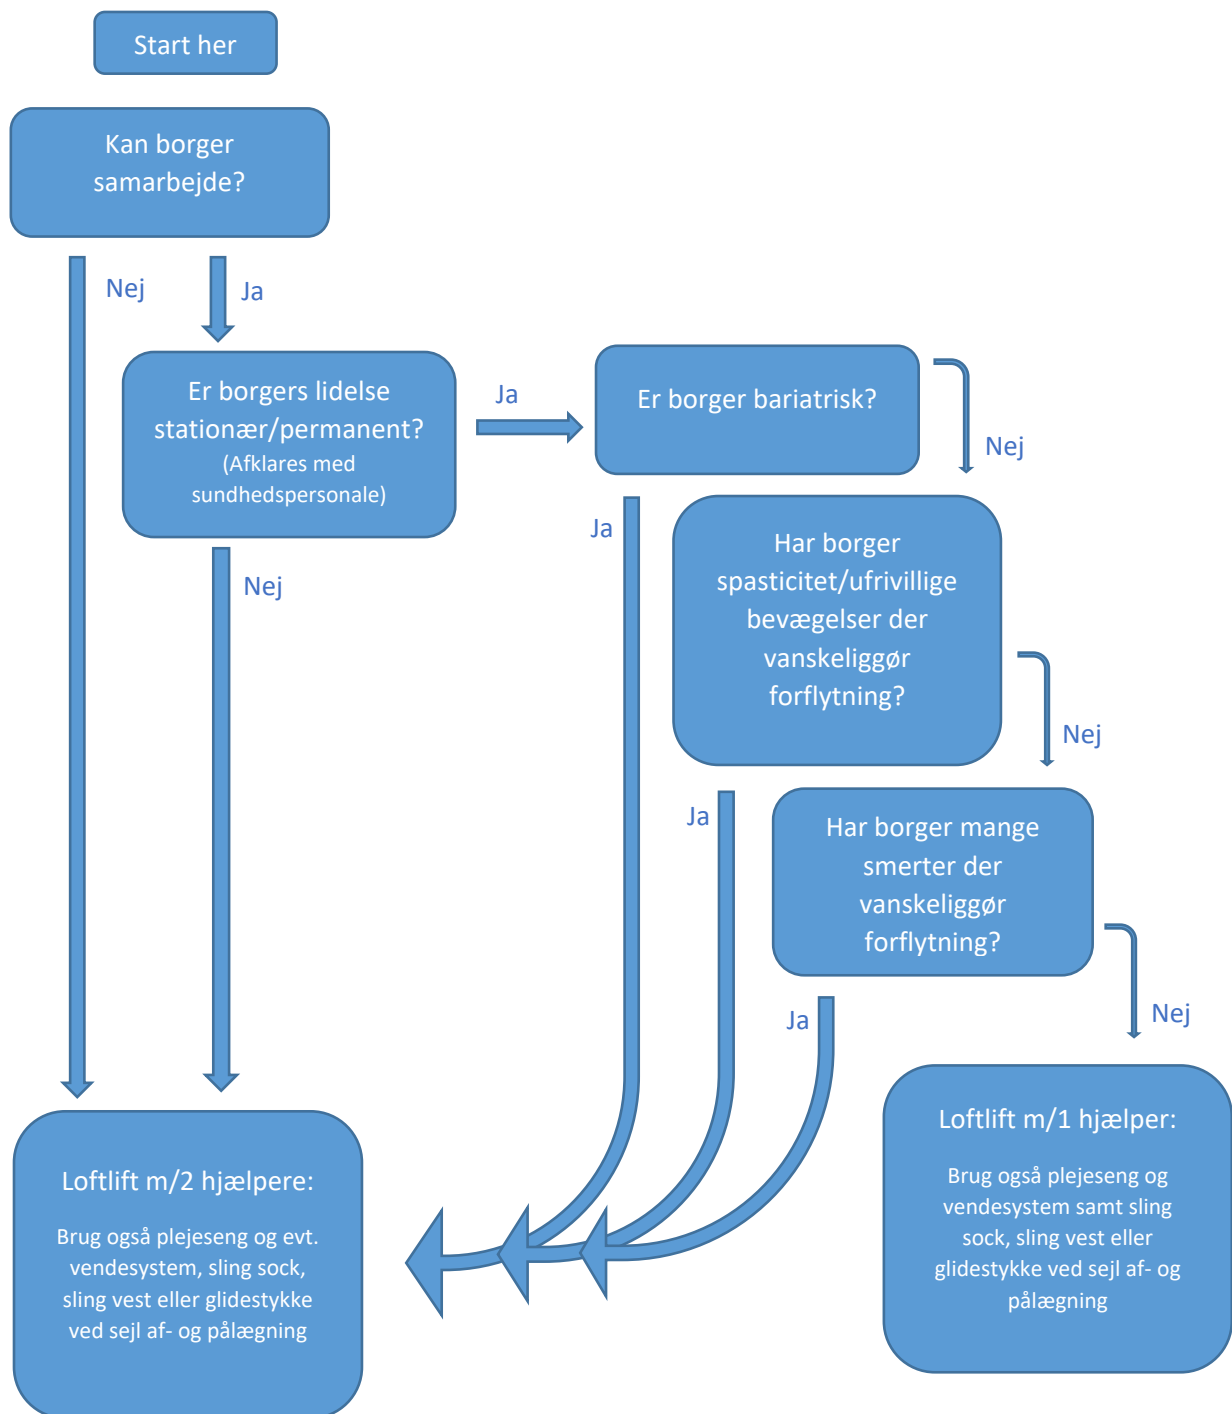 Start her
Kan borger
samarbejde?
Nej
Ja
Er borgers lidelse
stationær/permanent?
(Afklares med
sundhedspersonale)
Ja
Er borger bariatrisk?
Nej
Nej
Ja
Har borger
spasticitet/ufrivillige
bevægelser der
vanskeliggør
forflytning?
Nej
Ja
Har borger mange
smerter der
vanskeliggør
forflytning?
Ja
Nej
Loftlift m/2 hjælpere:
Brug også plejeseng og evt.
vendesystem, sling sock,
sling vest eller glidestykke
ved sejl af- og pålægning
Loftlift m/1 hjælper:
Brug også plejeseng og
vendesystem samt sling
sock, sling vest eller
glidestykke ved sejl af- og
pålægning